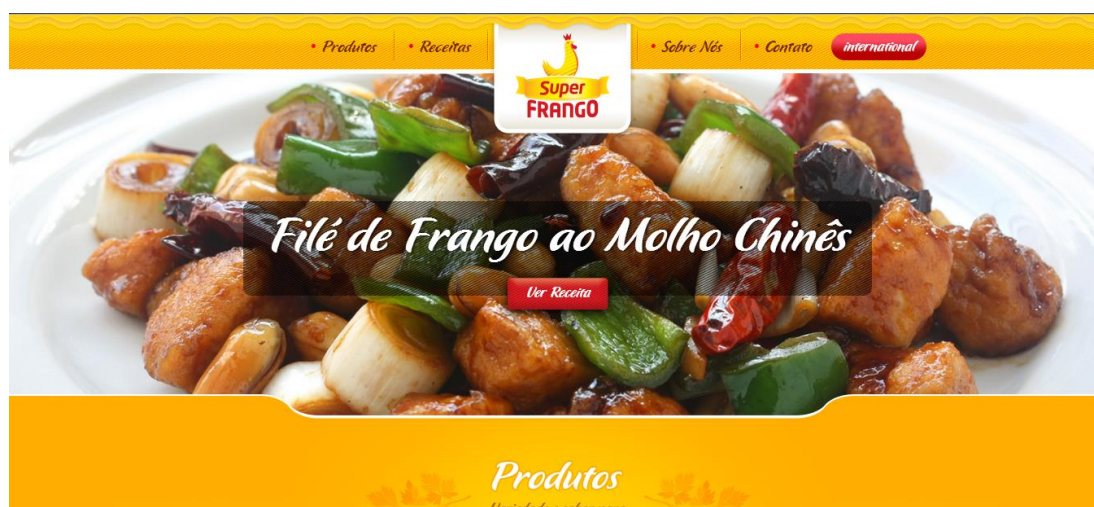 • Produtos • Receitas
Super
FRANGO
• Sobre Nós • Contato international
Filé de Frango ao Molho Chinês
Ver Receita
Produtos